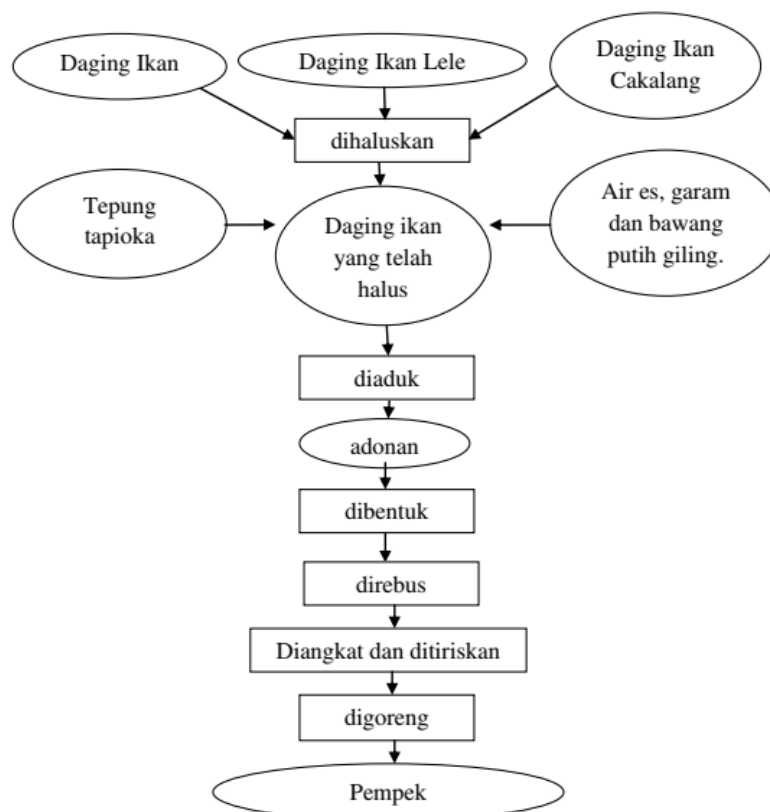 Daging Ikan
Daging Ikan Lele
Daging Ikan
Cakalang
dihaluskan
Tepung
tapioka
Daging ikan
yang telah
halus
Air es, garam
dan bawang
putih giling.
diaduk
adonan
dibentuk
direbus
Diangkat dan ditiriskan
digoreng
Pempek